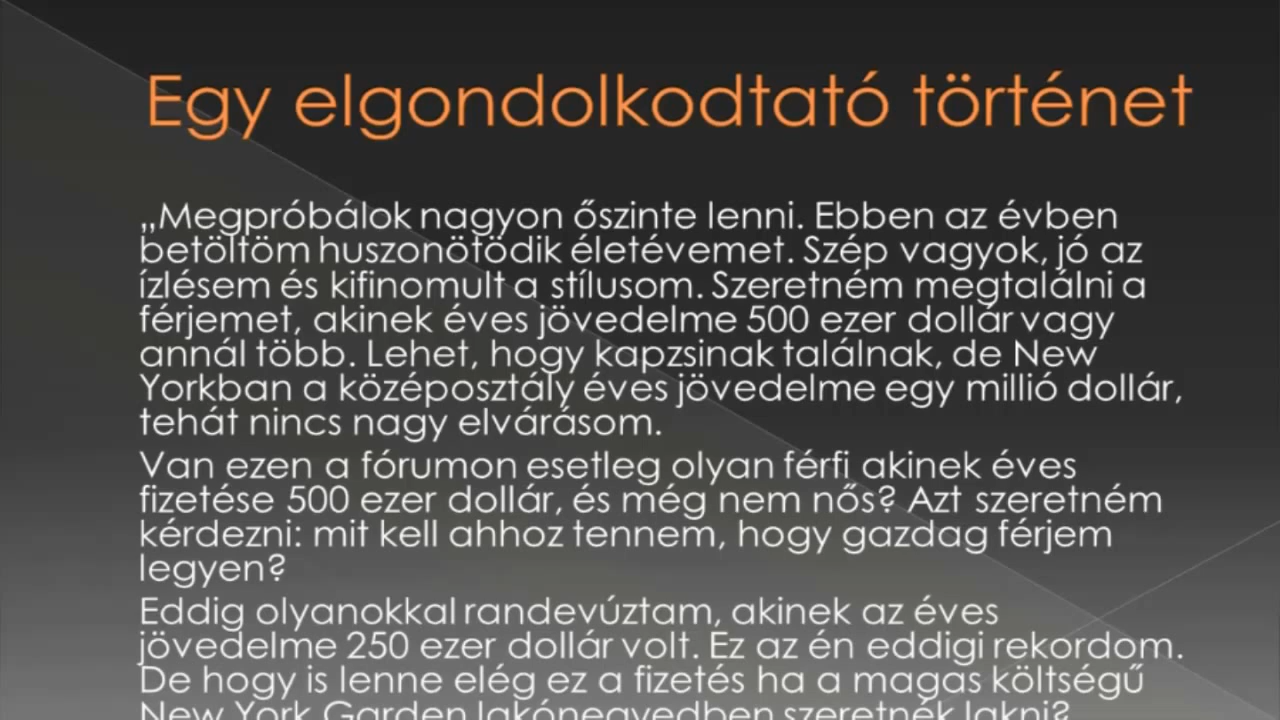 Egy elgondolkodtató történet
„Megpróbálok nagyon őszinte lenni. Ebben az évben
betöltöm huszonötödik életévemet. Szép vagyok, jó az
ízlésem és kifinomult a stílusom. Szeretném megtalálni a
férjemet, akinek éves jövedelme 500 ezer dollár vagy
annál több. Lehet, hogy kapzsinak találnak, de New
Yorkban a középosztály éves jövedelme egy millió dollár,
tehát nincs nagy elvárásom.
Van ezen a fórumon esetleg olyan férfi akinek éves
fizetése 500 ezer dollár, és még nem nős? Azt szeretném
kérdezni: mit kell ahhoz tennem, hogy gazdag férjem
legyen?
Eddig olyanokkal randevúztam, akinek az éves
jövedelme 250 ezer dollár volt. Ez az én eddigi rekordom.
De hogy is lenne elég ez a fizetés ha a magas költségű
New York Garden lakónegyedben szeretnék lakni?